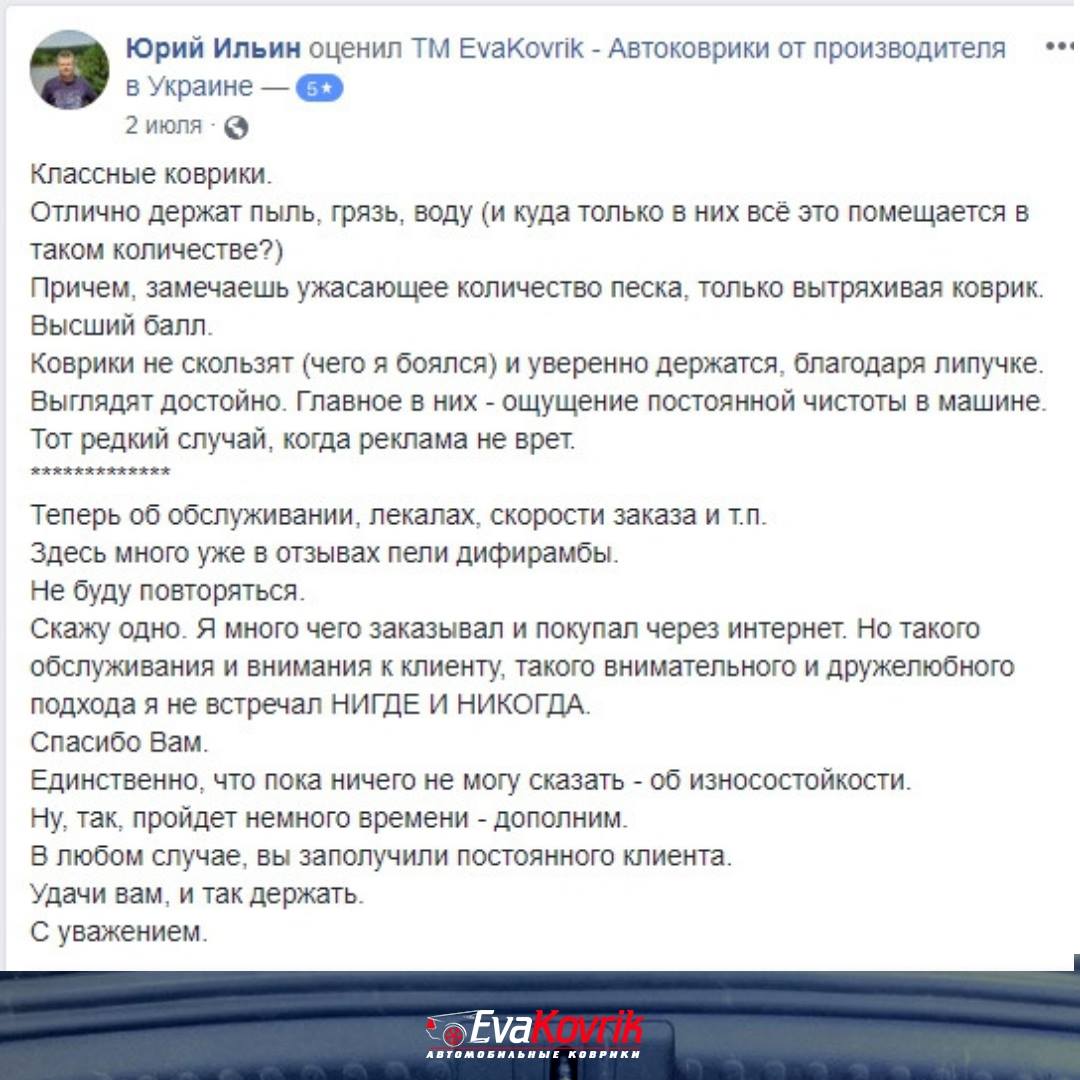 Юрий Ильин оценил TM EvaKovrik - Автоковрики от производителя
в Украине — 5★
2 июля ·
Классные коврики.
Отлично держат пыль, грязь, воду (и куда только в них всё это помещается в
таком количестве?)
Причем, замечаешь ужасающее количество песка, только вытряхивая коврик.
Высший балл.
Коврики не скользят (чего я боялся) и уверенно держатся, благодаря липучке.
Выглядят достойно. Главное в них - ощущение постоянной чистоты в машине.
Тот редкий случай, когда реклама не врет.
*************
Теперь об обслуживании, лекалах, скорости заказа и т.п.
Здесь много уже в отзывах пели дифирамбы.
Не буду повторяться.
Скажу одно. Я много чего заказывал и покупал через интернет. Но такого
обслуживания и внимания к клиенту, такого внимательного и дружелюбного
подхода я не встречал НИГДЕ И НИКОГДА.
Спасибо Вам.
Единственно, что пока ничего не могу сказать - об износостойкости.
Ну, так, пройдет немного времени - дополним.
В любом случае, вы заполучили постоянного клиента.
Удачи вам, и так держать.
С уважением.
EvaKovrik
АВТОМОБИЛЬНЫЕ КОВРИКИ